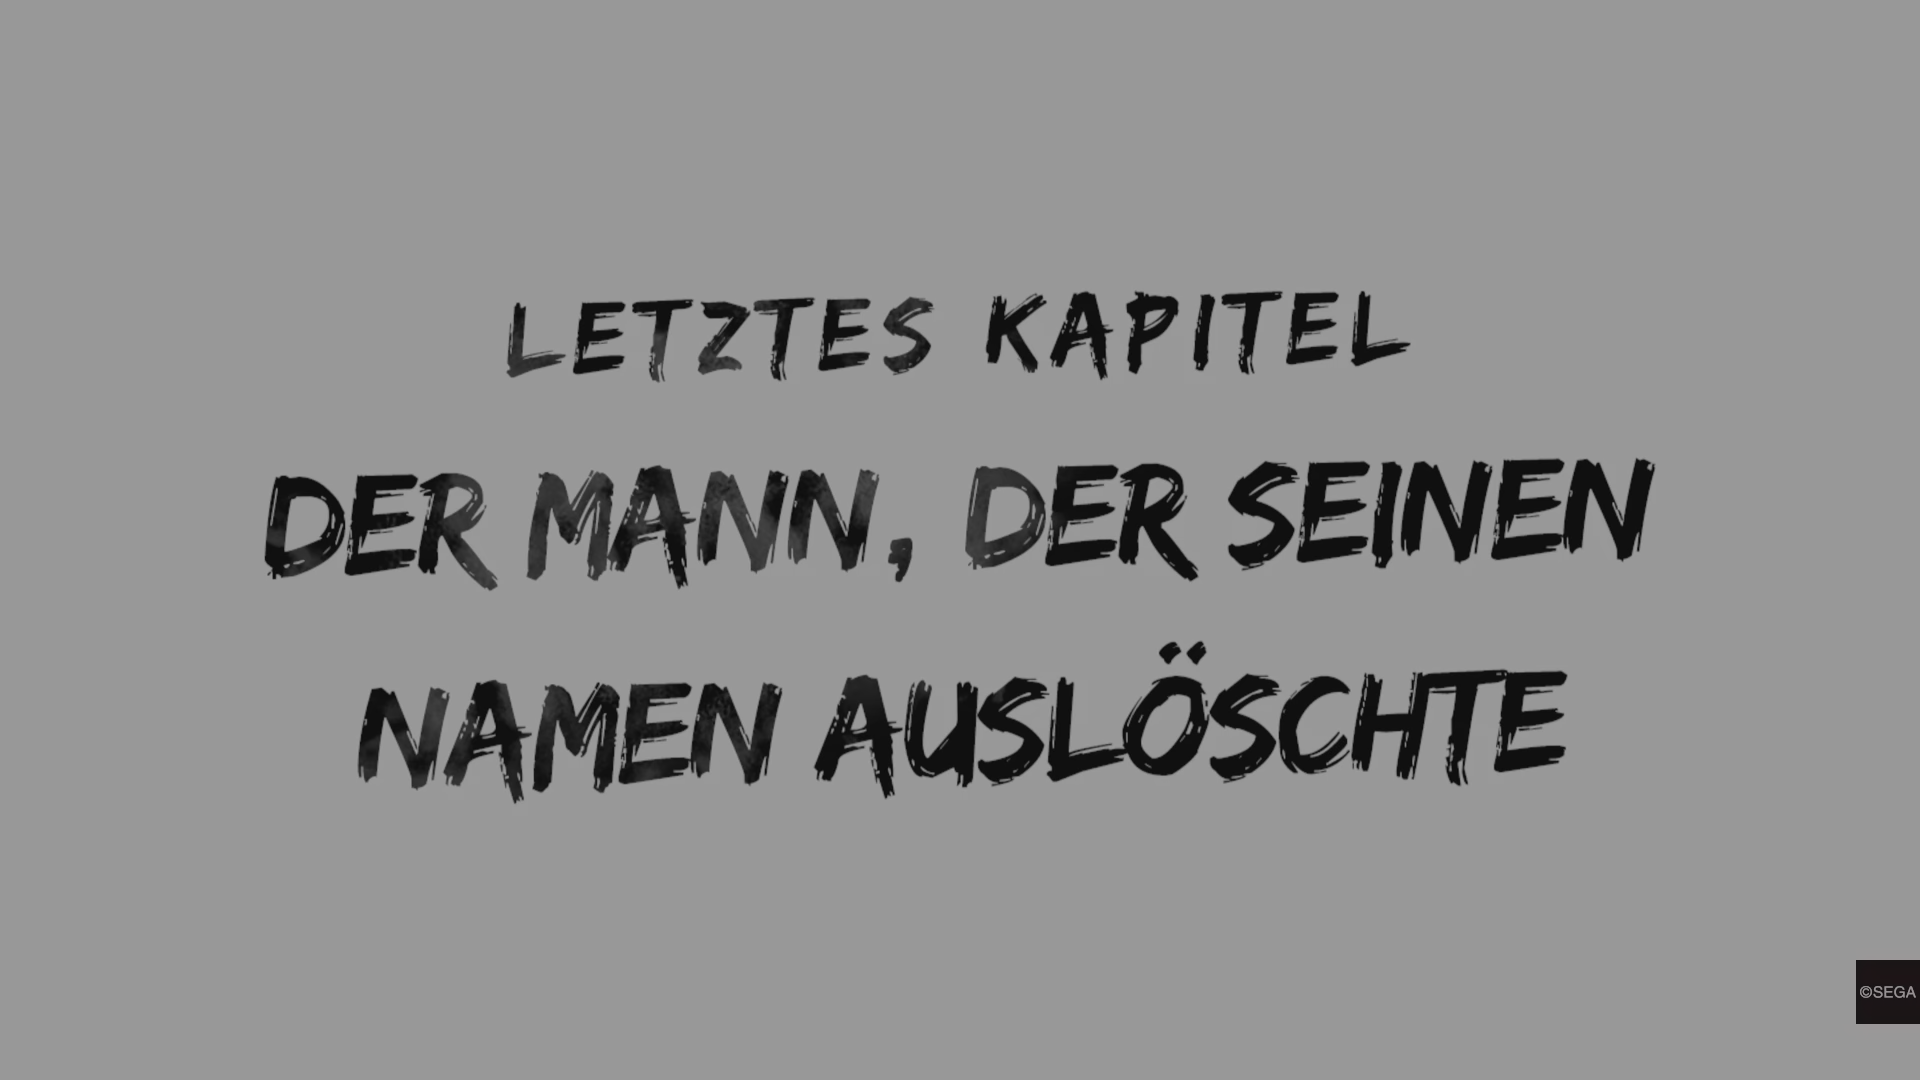 LETZTES KAPITEL
DER MANN, DER SEINEN
NAMEN AUSLÖSCHTE
©SEGA